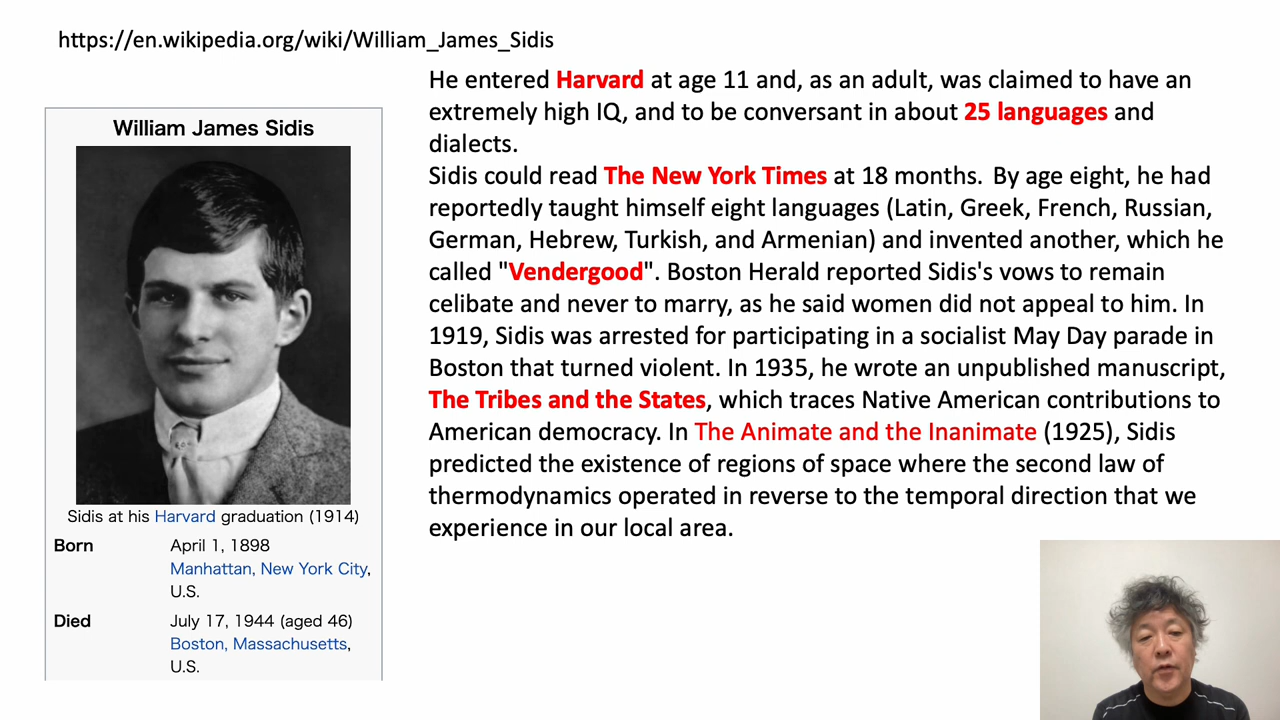 https://en.wikipedia.org/wiki/William_James_Sidis
William James Sidis
Sidis at his Harvard graduation (1914)
Born April 1, 1898
Manhattan, New York City,
U.S.
Died July 17, 1944 (aged 46)
Boston, Massachusetts,
U.S.
He entered Harvard at age 11 and, as an adult, was claimed to have an
extremely high IQ, and to be conversant in about 25 languages and
dialects.
Sidis could read The New York Times at 18 months. By age eight, he had
reportedly taught himself eight languages (Latin, Greek, French, Russian,
German, Hebrew, Turkish, and Armenian) and invented another, which he
called "Vendergood". Boston Herald reported Sidis's vows to remain
celibate and never to marry, as he said women did not appeal to him. In
1919, Sidis was arrested for participating in a socialist May Day parade in
Boston that turned violent. In 1935, he wrote an unpublished manuscript,
The Tribes and the States, which traces Native American contributions to
American democracy. In The Animate and the Inanimate (1925), Sidis
predicted the existence of regions of space where the second law of
thermodynamics operated in reverse to the temporal direction that we
experience in our local area.